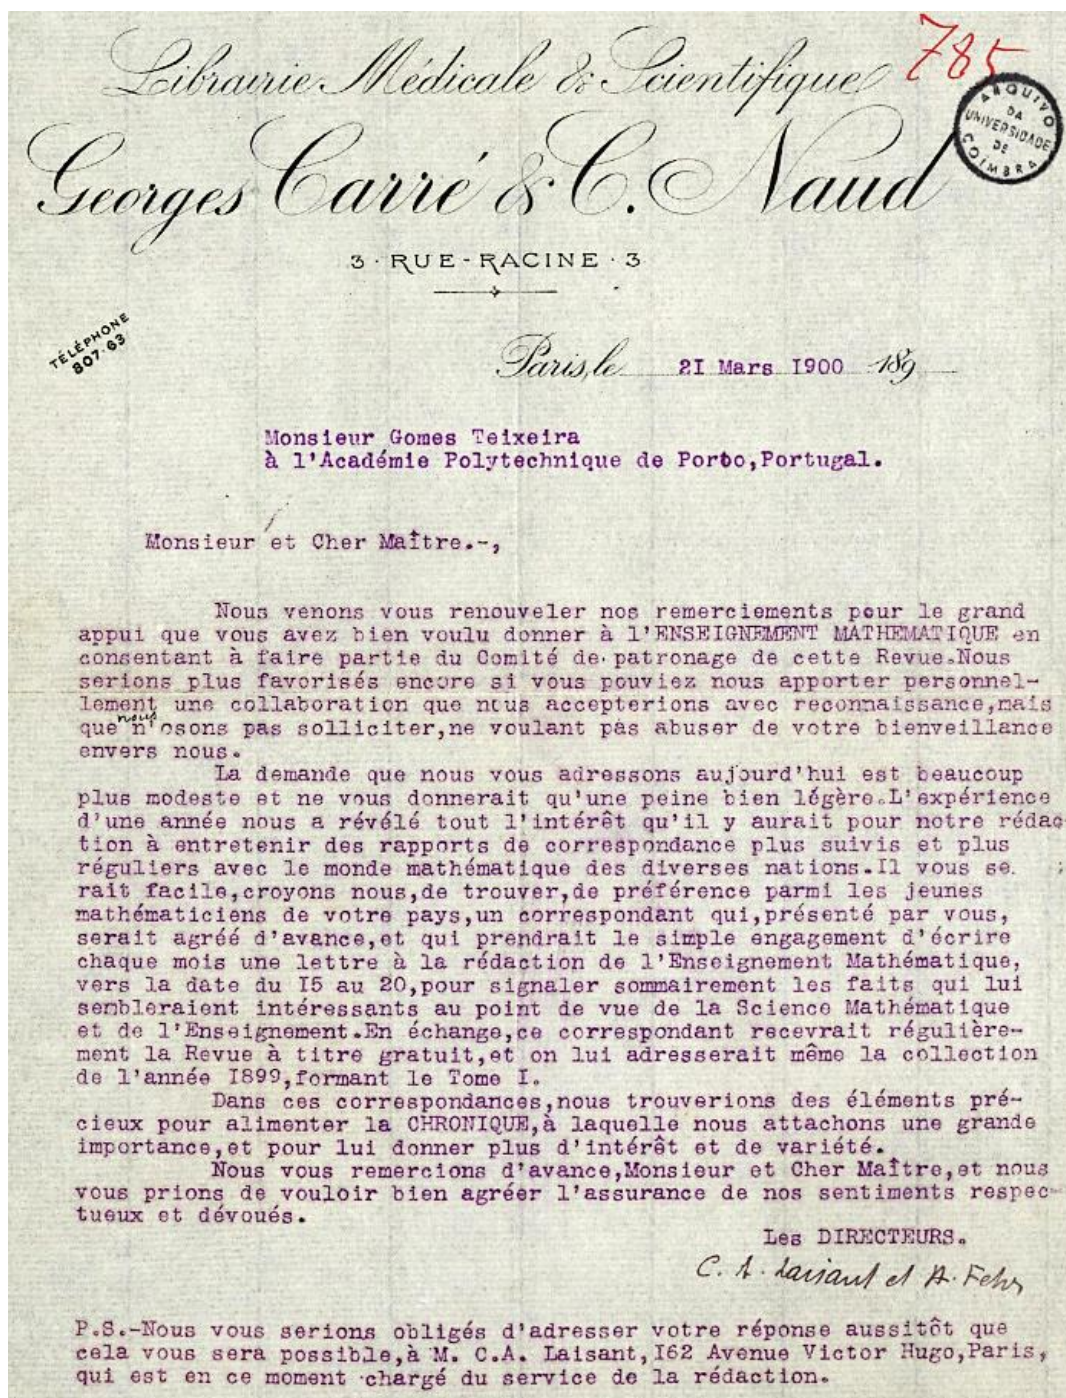 785
Librairie Médicale & Scientifique
ARQUIVO
DA
UNIVERSIDADE
DE
COIMBRA
Georges Carré & C. Naud
3 · RUE - RACINE · 3
TÉLÉPHONE
807·63
Paris, le 21 Mars I900 189
Monsieur Gomes Teixeira
à l'Académie Polytechnique de Porto,Portugal.
Monsieur et Cher Maître.-,
Nous venons vous renouveler nos remerciements pour le grand
appui que vous avez bien voulu donner à l'ENSEIGNEMENT MATHEMATIQUE en
consentant à faire partie du Comité de patronage de cette Revue.Nous
serions plus favorisés encore si vous pouviez nous apporter personnel-
lement une collaboration que nous accepterions avec reconnaissance,mais
que nous n'osons pas solliciter,ne voulant pas abuser de votre bienveillance
envers nous.
La demande que nous vous adressons aujourd'hui est beaucoup
plus modeste et ne vous donnerait qu'une peine bien légère.L'expérience
d'une année nous a révélé tout l'intérêt qu'il y aurait pour notre rédac-
tion à entretenir des rapports de correspondance plus suivis et plus
réguliers avec le monde mathématique des diverses nations.Il vous se
rait facile,croyons nous,de trouver,de préférence parmi les jeunes
mathématiciens de votre pays,un correspondant qui,présenté par vous,
serait agréé d'avance,et qui prendrait le simple engagement d'écrire
chaque mois une lettre à la rédaction de l'Enseignement Mathématique,
vers la date du I5 au 20,pour signaler sommairement les faits qui lui
sembleraient intéressants au point de vue de la Science Mathématique
et de l'Enseignement.En échange,ce correspondant recevrait régulière-
ment la Revue à titre gratuit,et on lui adresserait même la collection
de l'année I899,formant le Tome I.
Dans ces correspondances,nous trouverions des éléments pré-
cieux pour alimenter la CHRONIQUE,à laquelle nous attachons une grande
importance,et pour lui donner plus d'intérêt et de variété.
Nous vous remercions d'avance,Monsieur et Cher Maître,et nous
vous prions de vouloir bien agréer l'assurance de nos sentiments respec-
tueux et dévoués.
Les DIRECTEURS.
C. A. Laisant et H. Fehr
P.S.-Nous vous serions obligés d'adresser votre réponse aussitôt que
cela vous sera possible,à M. C.A. Laisant,I62 Avenue Victor Hugo,Paris,
qui est en ce moment chargé du service de la rédaction.